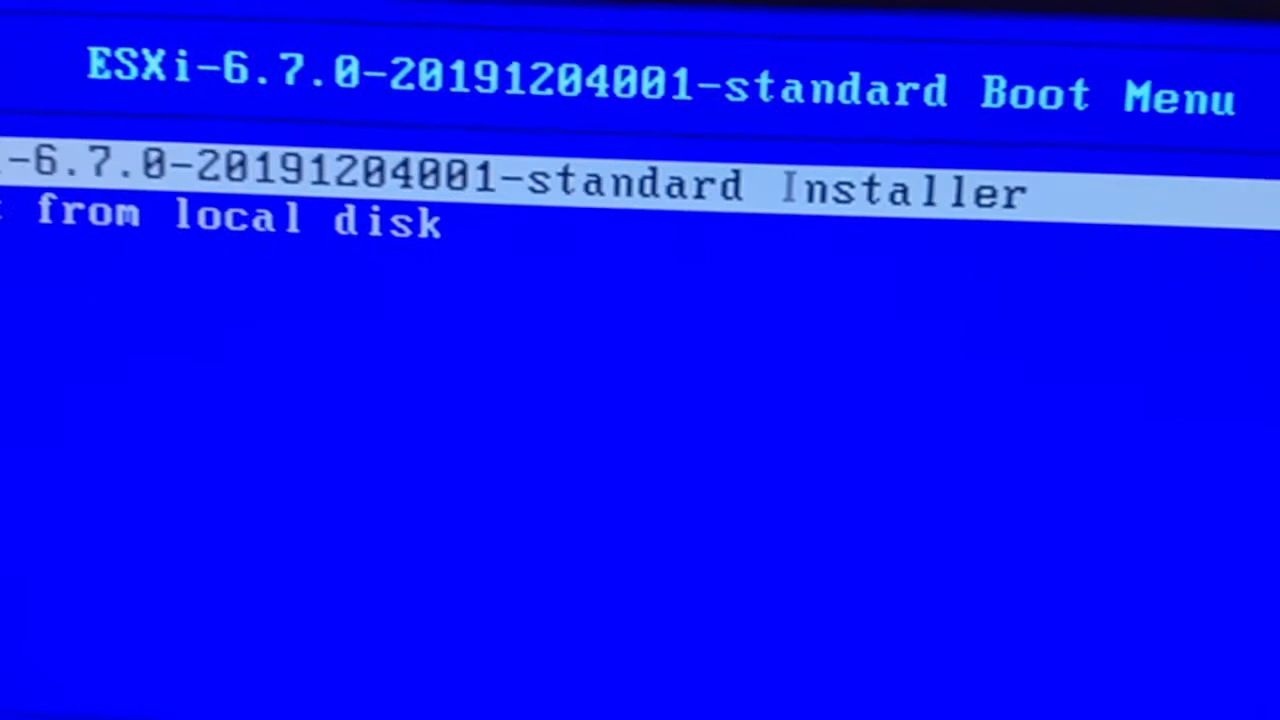 ESXi-6.7.0-20191204001-standard Boot Menu
-6.7.0-20191204001-standard Installer
from local disk